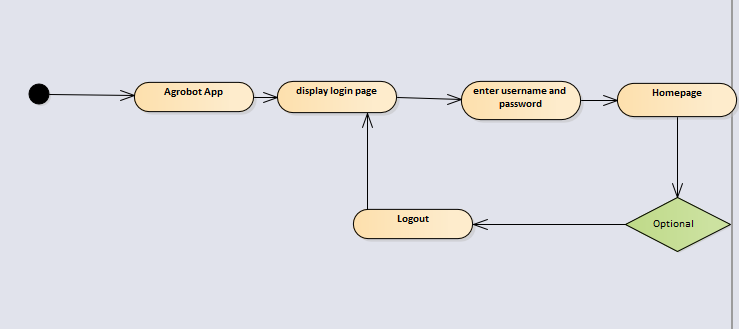 Agrobot App
display login page
enter username and
password
Homepage
Logout
Optional